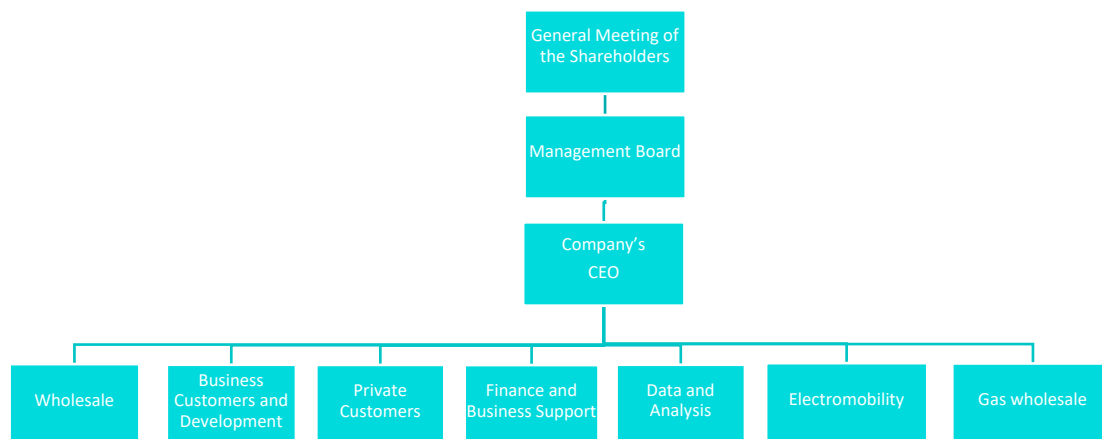 General Meeting of
the Shareholders
Management Board
Company's
CEO
Wholesale
Business
Customers and
Development
Private
Customers
Finance and
Business Support
Data and
Analysis
Electromobility
Gas wholesale